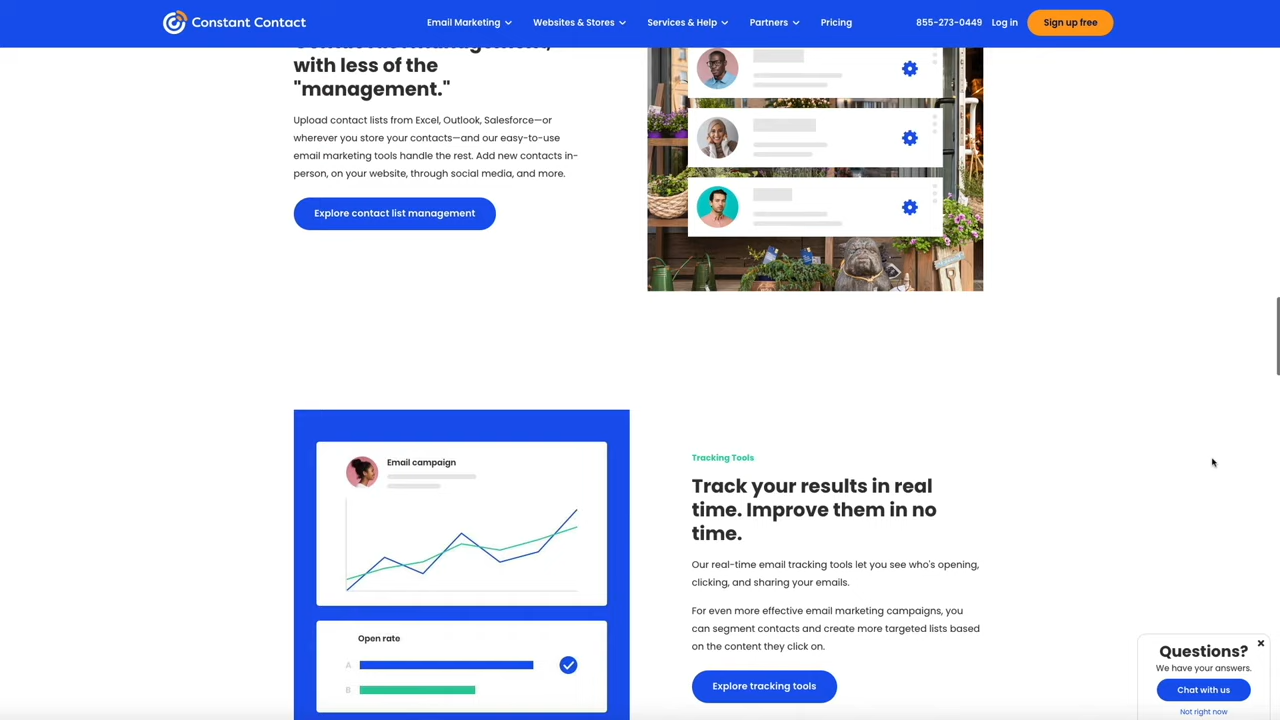 Constant Contact
Email Marketing
Websites & Stores
Services & Help
Partners
Pricing
855-273-0449
Log in
Sign up free
with less of the
"management."
Upload contact lists from Excel, Outlook, Salesforce—or
wherever you store your contacts—and our easy-to-use
email marketing tools handle the rest. Add new contacts in-
person, on your website, through social media, and more.
Explore contact list management
Email campaign
Open rate
A
B
Tracking Tools
Track your results in real
time. Improve them in no
time.
Our real-time email tracking tools let you see who's opening,
clicking, and sharing your emails.
For even more effective email marketing campaigns, you
can segment contacts and create more targeted lists based
on the content they click on.
Explore tracking tools
Questions?
We have your answers.
Chat with us
Not right now